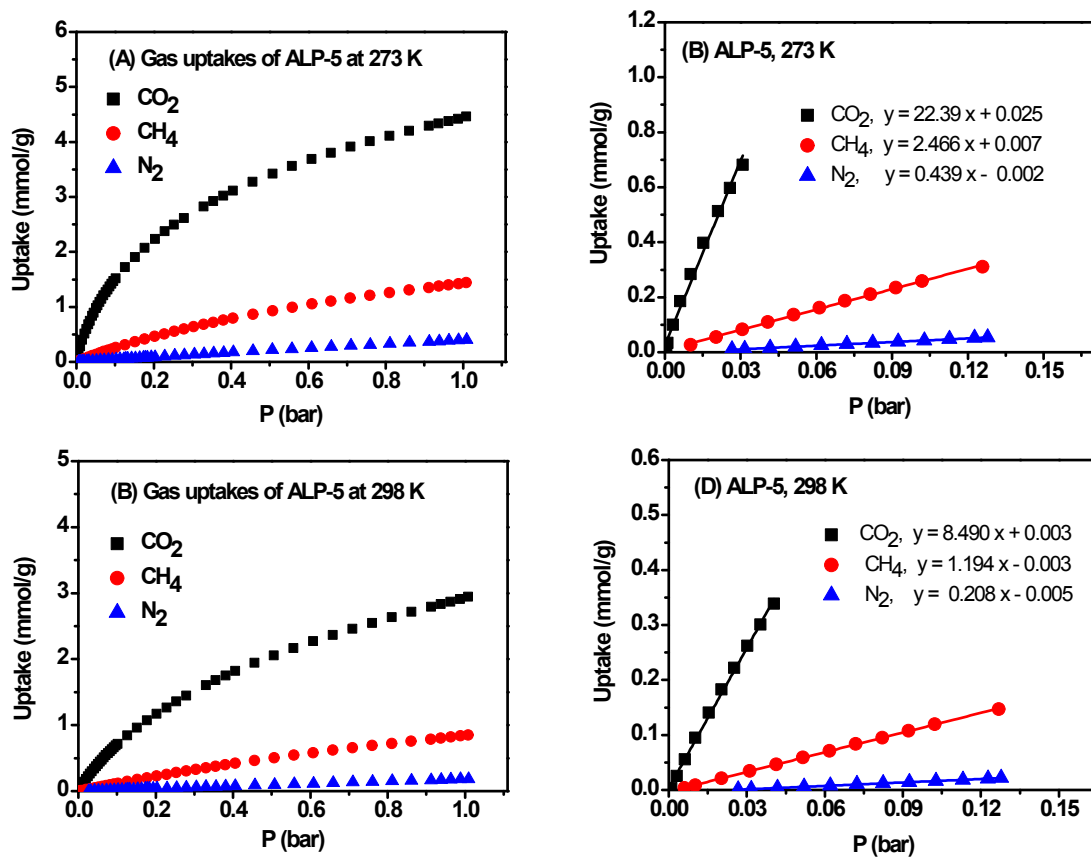 (A) Gas uptakes of ALP-5 at 273 K
CO2
CH4
N2
Uptake (mmol/g)
6
5
4
3
2
1
0
0.0 0.2 0.4 0.6 0.8 1.0
P (bar)
(B) ALP-5, 273 K
CO2, y = 22.39 x + 0.025
CH4, y = 2.466 x + 0.007
N2, y = 0.439 x - 0.002
Uptake (mmol/g)
1.2
1.0
0.8
0.6
0.4
0.2
0.0
0.00 0.03 0.06 0.09 0.12 0.15
P (bar)
(B) Gas uptakes of ALP-5 at 298 K
CO2
CH4
N2
Uptake (mmol/g)
5
4
3
2
1
0
0.0 0.2 0.4 0.6 0.8 1.0
P (bar)
(D) ALP-5, 298 K
CO2, y = 8.490 x + 0.003
CH4, y = 1.194 x - 0.003
N2, y = 0.208 x - 0.005
Uptake (mmol/g)
0.6
0.5
0.4
0.3
0.2
0.1
0.0
0.00 0.03 0.06 0.09 0.12 0.15
P (bar)